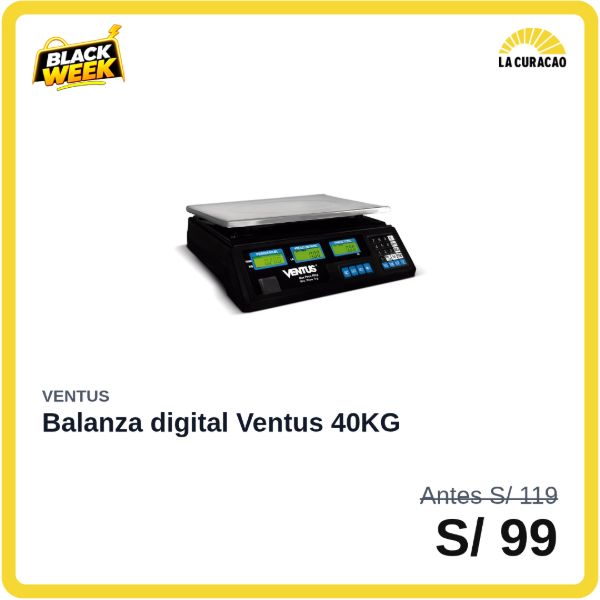 BLACK
WEEK
LA CURACAO
VENTUS
VENTUS
Balanza digital Ventus 40KG
Antes S/ 119
S/ 99